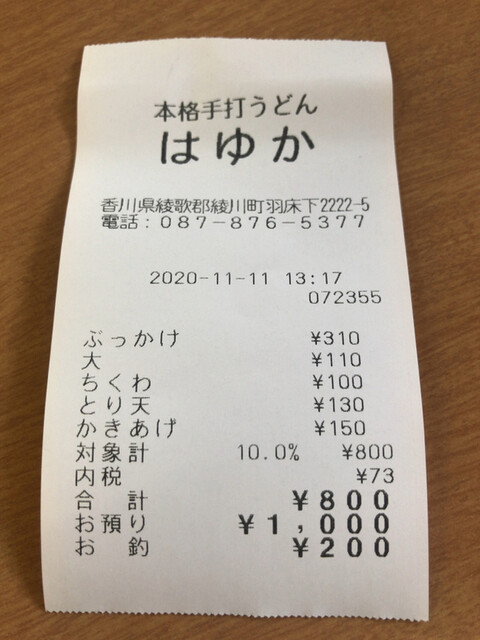 本格手打うどん
はゆか
香川県綾歌郡綾川町羽床下2222-5
電話:087-876-5377
2020-11-11 13:17
072355
ぶっかけ ¥310
大 ¥110
ちくわ ¥100
とり天 ¥130
かきあげ ¥150
対象計 10.0% ¥800
内税 ¥73
合 計 ¥800
お預り ¥1,000
お 釣 ¥200